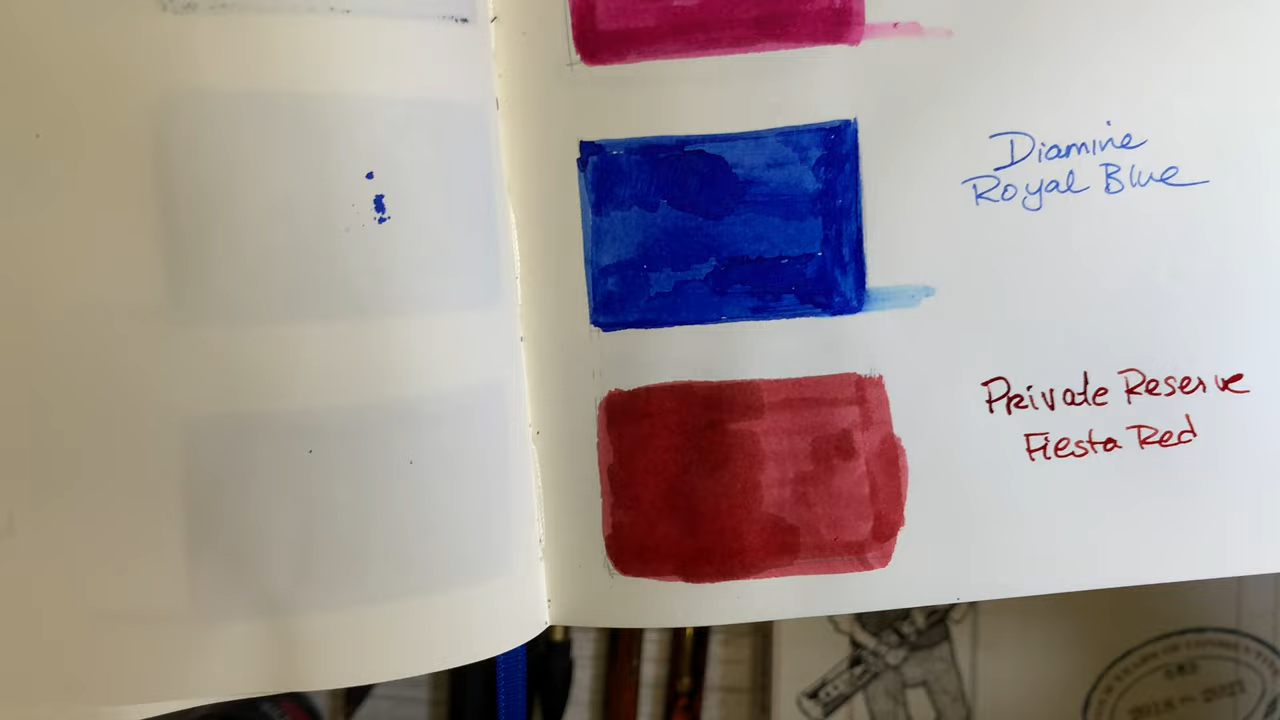 Diamine
Royal Blue
Private Reserve
Fiesta Red